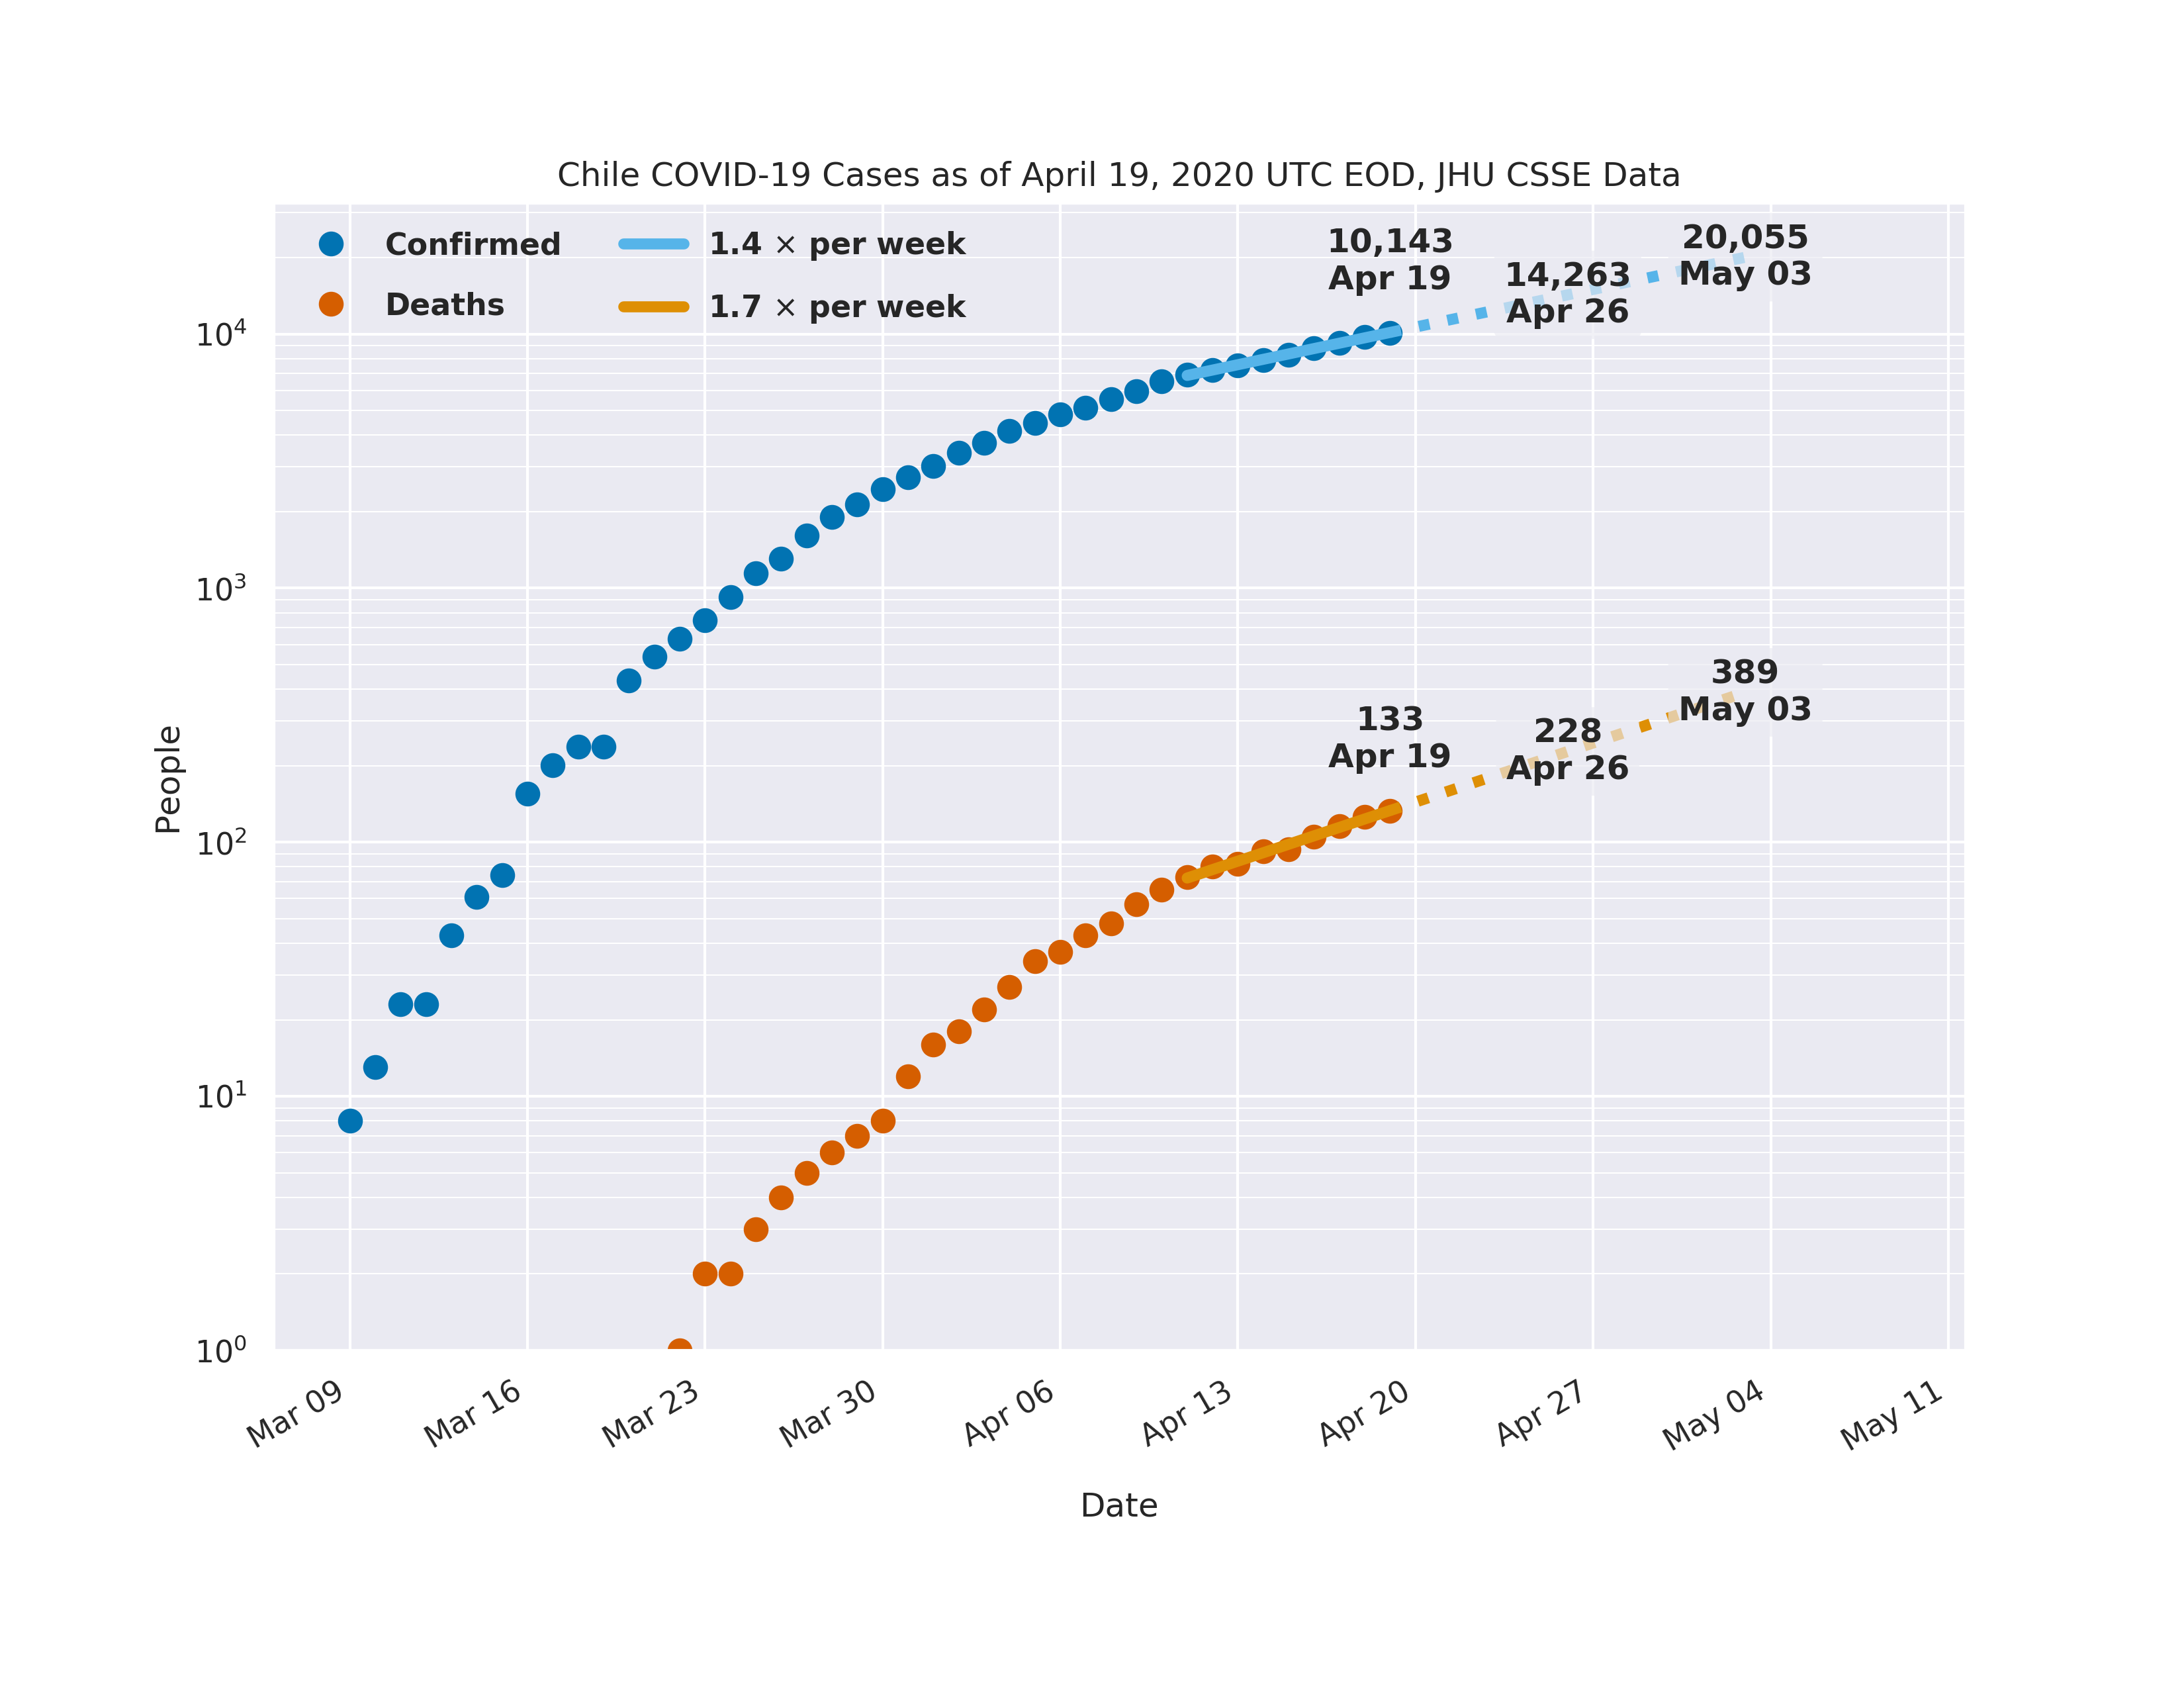 Chile COVID-19 Cases as of April 19, 2020 UTC EOD, JHU CSSE Data
Confirmed
Deaths
1.4 × per week
1.7 × per week
10,143
Apr 19
14,263
Apr 26
20,055
May 03
133
Apr 19
228
Apr 26
389
May 03
People
10⁴
10³
10²
10¹
10⁰
Mar 09
Mar 16
Mar 23
Mar 30
Apr 06
Apr 13
Apr 20
Apr 27
May 04
May 11
Date